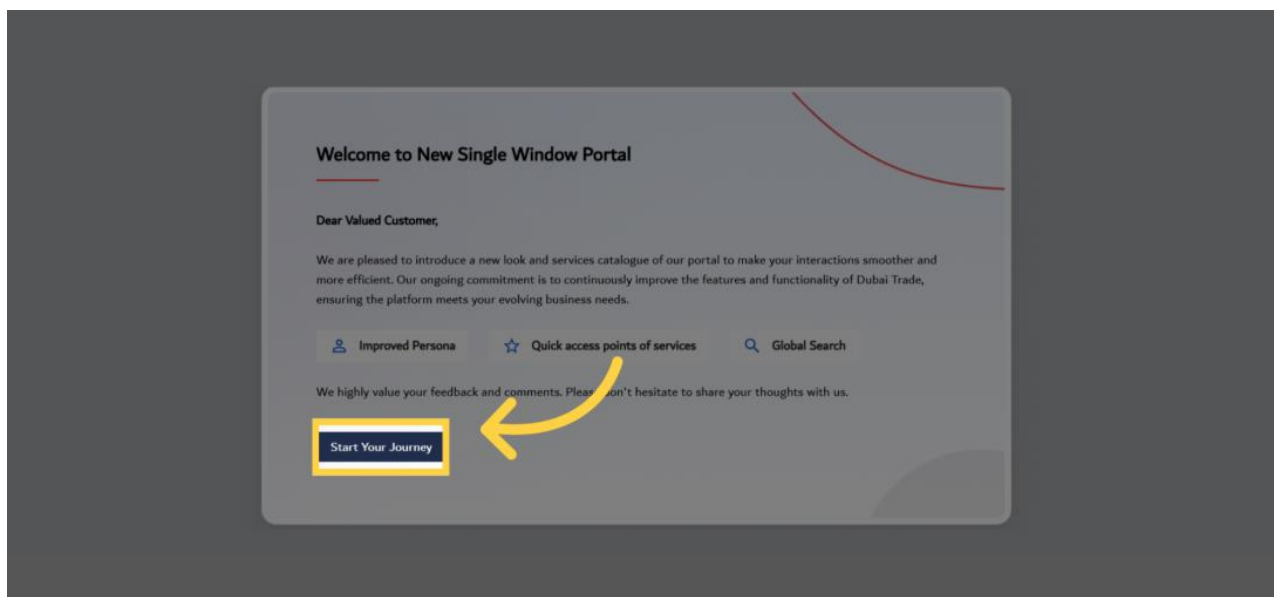 Welcome to New Single Window Portal
Dear Valued Customer,
We are pleased to introduce a new look and services catalogue of our portal to make your interactions smoother and
more efficient. Our ongoing commitment is to continuously improve the features and functionality of Dubai Trade,
ensuring the platform meets your evolving business needs.
Improved Persona Quick access points of services Global Search
We highly value your feedback and comments. Please don't hesitate to share your thoughts with us.
Start Your Journey